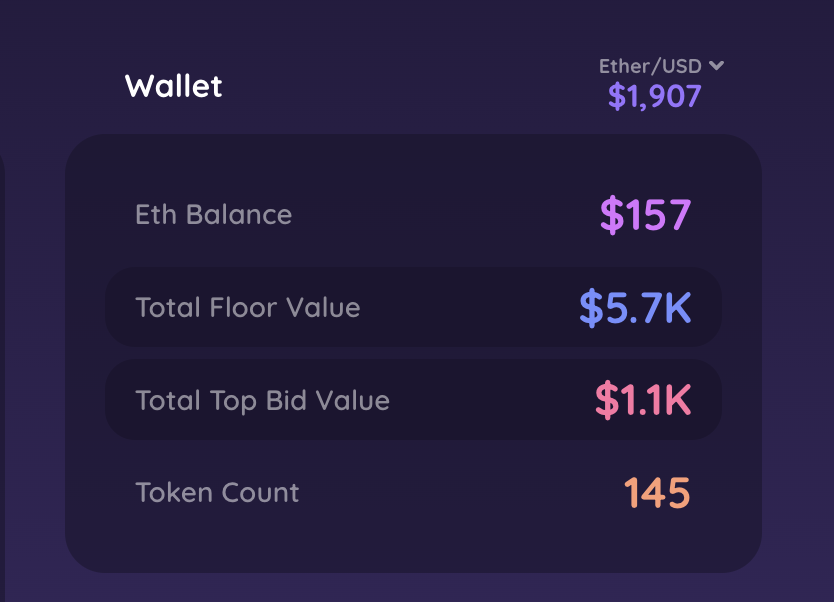 Wallet
Ether/USD
$1,907
Eth Balance
$157
Total Floor Value
$5.7K
Total Top Bid Value
$1.1K
Token Count
145